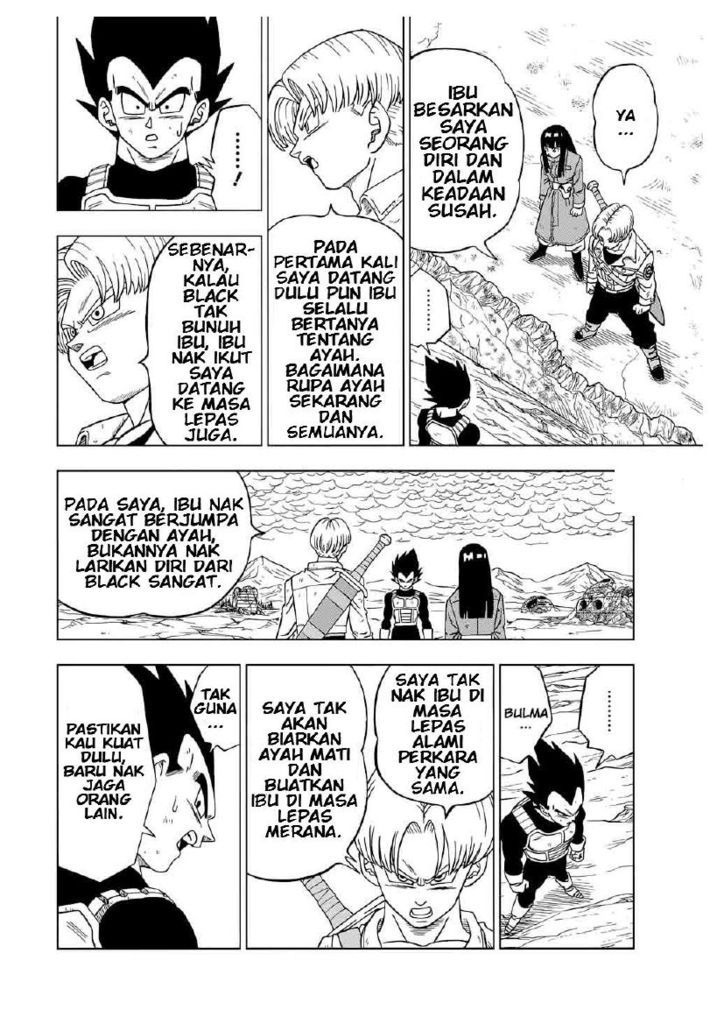 YA
...
IBU
BESARKAN
SAYA
SEORANG
DIRI DAN
DALAM
KEADAAN
SUSAH.
.......
PADA
PERTAMA KALI
SAYA DATANG
DULU PUN IBU
SELALU
BERTANYA
TENTANG
AYAH.
BAGAIMANA
RUPA AYAH
SEKARANG
DAN
SEMUANYA.
......
SEBENAR-
NYA,
KALAU
BLACK
TAK
BUNUH
IBU, IBU
NAK IKUT
SAYA
DATANG
KE MASA
LEPAS
JUGA.
PADA SAYA, IBU NAK
SANGAT BERJUMPA
DENGAN AYAH,
BUKANNYA NAK
LARIKAN DIRI DARI
BLACK SANGAT.
.........
BULMA
...
SAYA TAK
NAK IBU DI
MASA
LEPAS
ALAMI
PERKARA
YANG
SAMA.
SAYA TAK
AKAN
BIARKAN
AYAH MATI
DAN
BUATKAN
IBU DI MASA
LEPAS
MERANA.
TAK
GUNA
...
PASTIKAN
KAU KUAT
DULU,
BARU NAK
JAGA
ORANG
LAIN.